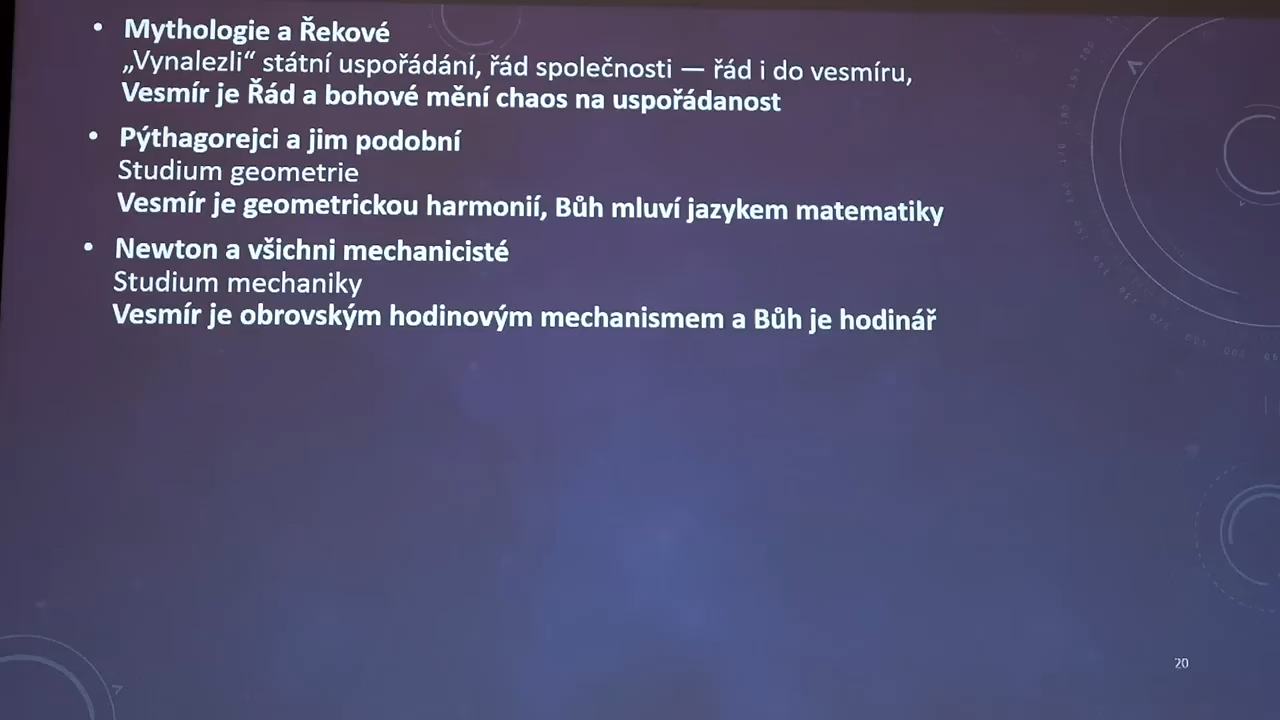 • Mythologie a Řekové
„Vynalezli“ státní uspořádání, řád společnosti — řád i do vesmíru,
Vesmír je Řád a bohové mění chaos na uspořádanost
• Pýthagorejci a jim podobní
Studium geometrie
Vesmír je geometrickou harmonií, Bůh mluví jazykem matematiky
• Newton a všichni mechanicisté
Studium mechaniky
Vesmír je obrovským hodinovým mechanismem a Bůh je hodinář
20